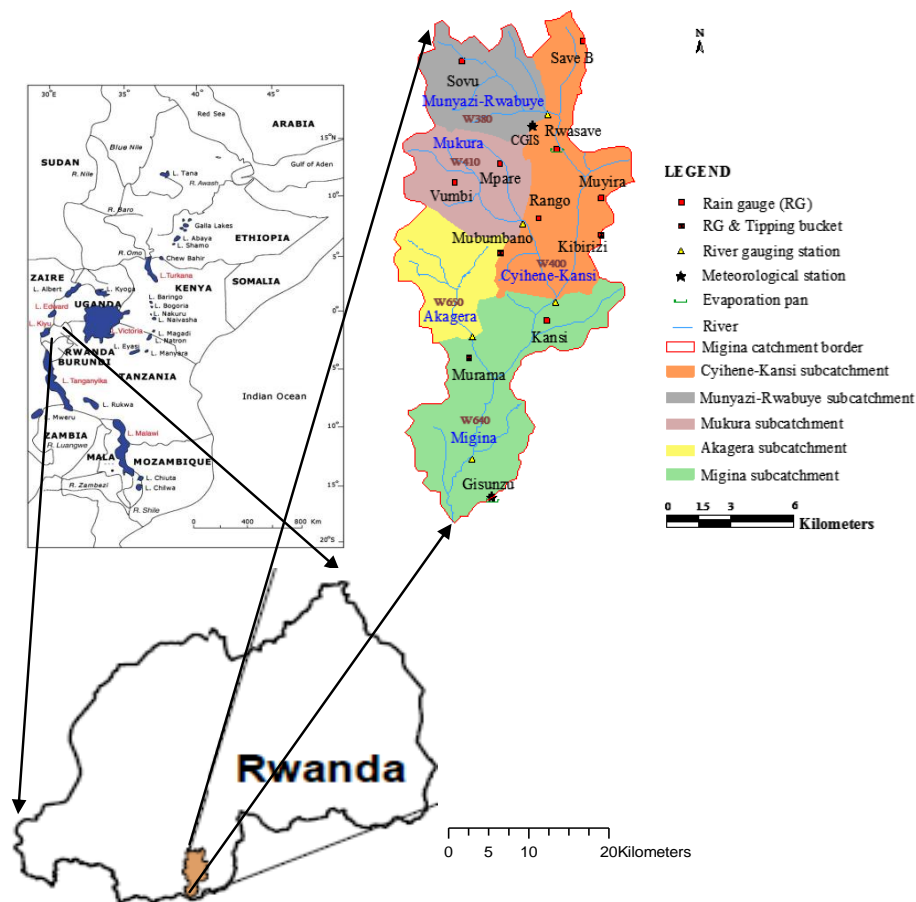 30°E
35°E
40°E
Red Sea
ARABIA
15°N
Blue Nile
Gulf of Aden
SUDAN
R.Nile
L. Tana
R. Awash
10°N
R. Baro
Galla Lakes
L. Abaya
L. Shamo
ETHIOPIA
R. Omo
Chew Bahir
5°N
L.Turkana
SOMALIA
ZAIRE
KENYA
L. Albert
L. Kyoga
L. Baringo
L. Bogoria
L. Nakuru
L. Naivasha
UGANDA
L. Edward
0°E
L. Kiyu
L. Victoria
L. Magadi
L. Natron
L. Eyasi
L. Manyara
RWANDA
BURUNDI
5°E
TANZANIA
L. Tanganyika
Indian Ocean
L. Rukwa
L. Mweru
10°E
ZAMBIA
R. Luangwe
L. Malawi
MALA
MOZAMBIQUE
L. Chiuta
L. Chilwa
R. Zambezi
15°E
R. Shile
0
400
800 Km
20°S
Save B
Sovu
Munyazi-Rwabuye
W380
CGIS
Rwasave
Mukura
W410
Mpare
Muyira
Vumbi
Rango
Mubumbano
Kibirizi
W400
Cyihene-Kansi
W650
Akagera
Kansi
Murama
W640
Migina
Gisunzu
N
LEGEND
Rain gauge (RG)
RG & Tipping bucket
River gauging station
Meteorological station
Evaporation pan
River
Migina catchment border
Cyihene-Kansi subcatchment
Munyazi-Rwabuye subcatchment
Mukura subcatchment
Akagera subcatchment
Migina subcatchment
0 1.5 3 6
Kilometers
Rwanda
0 5 10 20Kilometers